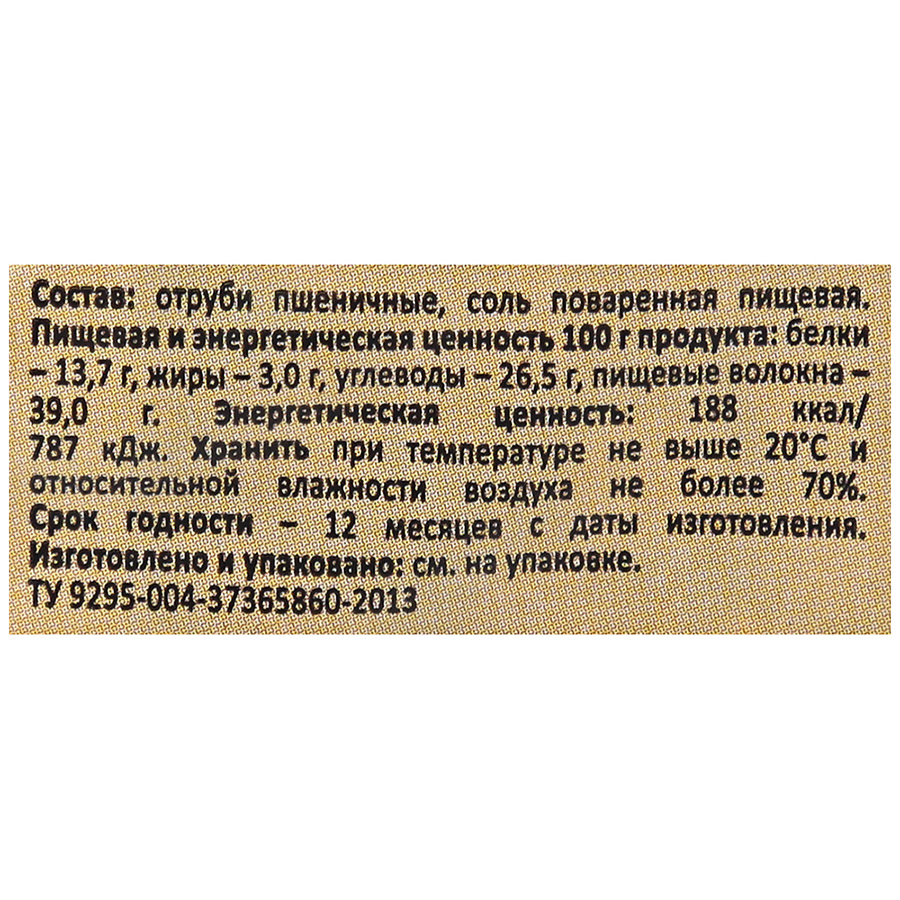 Состав: отруби пшеничные, соль поваренная пищевая.
Пищевая и энергетическая ценность 100 г продукта: белки
– 13,7 г, жиры – 3,0 г, углеводы – 26,5 г, пищевые волокна –
39,0 г. Энергетическая ценность: 188 ккал/
787 кДж. Хранить при температуре не выше 20°С и
относительной влажности воздуха не более 70%.
Срок годности – 12 месяцев с даты изготовления.
Изготовлено и упаковано: см. на упаковке.
ТУ 9295-004-37365860-2013